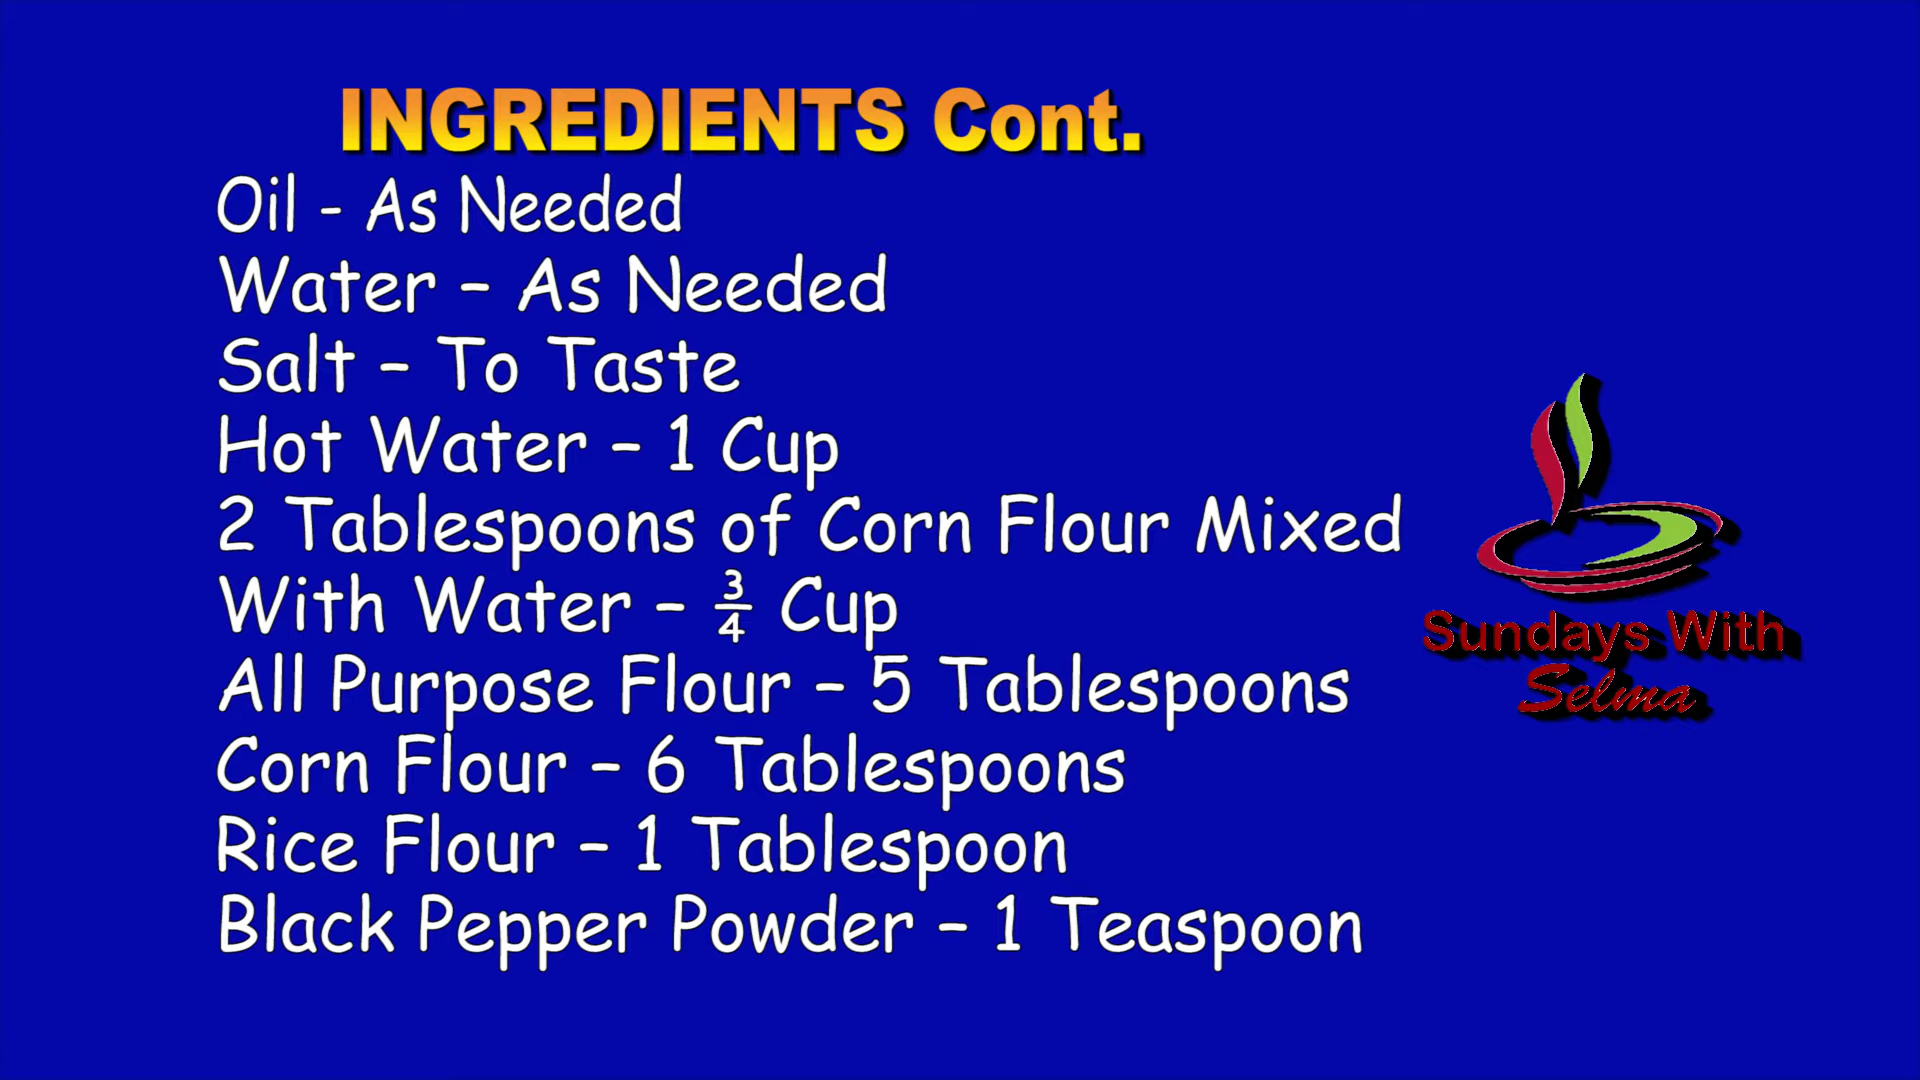 INGREDIENTS Cont.
Oil - As Needed
Water – As Needed
Salt – To Taste
Hot Water – 1 Cup
2 Tablespoons of Corn Flour Mixed
With Water – ¾ Cup
All Purpose Flour – 5 Tablespoons
Corn Flour – 6 Tablespoons
Rice Flour – 1 Tablespoon
Black Pepper Powder – 1 Teaspoon
Sundays With
Selma